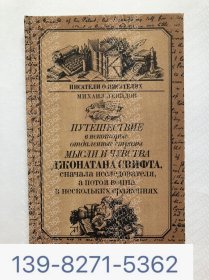 ПИСАТЕЛИ О ПИСАТЕЛЯХ
МИХАИЛ ЛЕВИДОВ
ПУТЕШЕСТВИЕ
в некоторые
отдаленные страны
МЫСЛИ И ЧУВСТВА
ДЖОНАТАНА СВИФТА,
сначала исследователя,
а потом воина
в нескольких сражениях
139-8271-5362